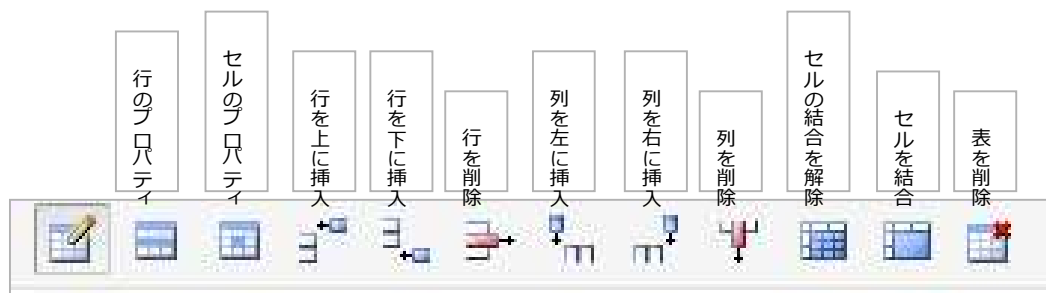 行のプロパティ
セルのプロパティ
行を上に挿入
行を下に挿入
行を削除
列を左に挿入
列を右に挿入
列を削除
セルの結合を解除
セルを結合
表を削除